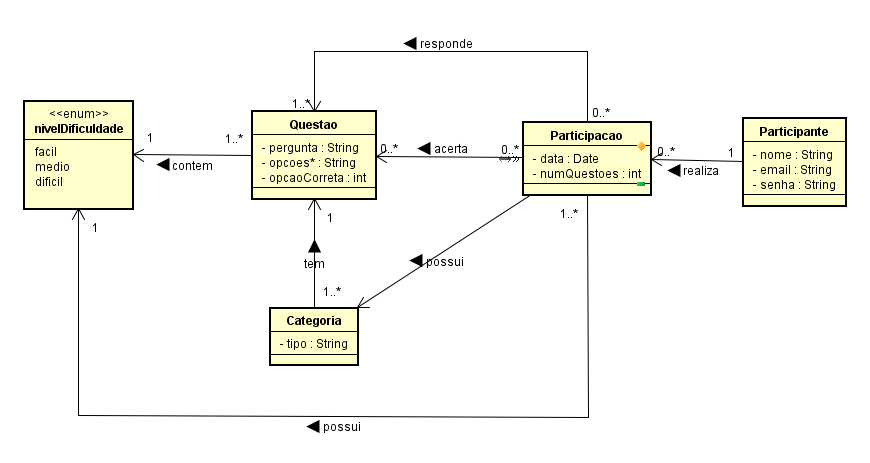 responde
1..*
0..*
<<enum>>
nivelDificuldade
facil
medio
dificil
1
contem
1..*
Questao
- pergunta : String
- opcoes* : String
- opcaoCorreta : int
0..*
acerta
0..*
Participacao
- data : Date
- numQuestoes : int
0..*
realiza
1
Participante
- nome : String
- email : String
- senha : String
1
1
1..*
tem
possui
1..*
Categoria
- tipo : String
possui